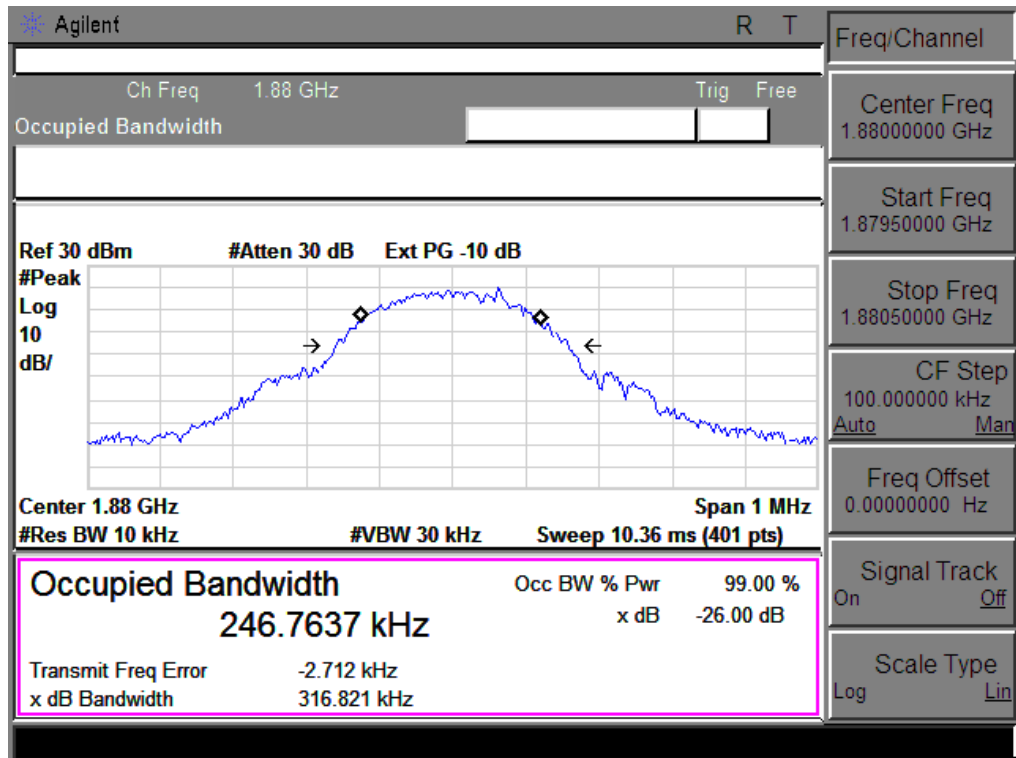 Agilent R T
Ch Freq 1.88 GHz Trig Free
Occupied Bandwidth
Ref 30 dBm #Atten 30 dB Ext PG -10 dB
#Peak
Log
10
dB/
Center 1.88 GHz Span 1 MHz
#Res BW 10 kHz #VBW 30 kHz Sweep 10.36 ms (401 pts)
Occupied Bandwidth Occ BW % Pwr 99.00 %
246.7637 kHz x dB -26.00 dB
Transmit Freq Error -2.712 kHz
x dB Bandwidth 316.821 kHz
Freq/Channel
Center Freq
1.88000000 GHz
Start Freq
1.87950000 GHz
Stop Freq
1.88050000 GHz
CF Step
100.000000 kHz
Auto Man
Freq Offset
0.00000000 Hz
Signal Track
On Off
Scale Type
Log Lin